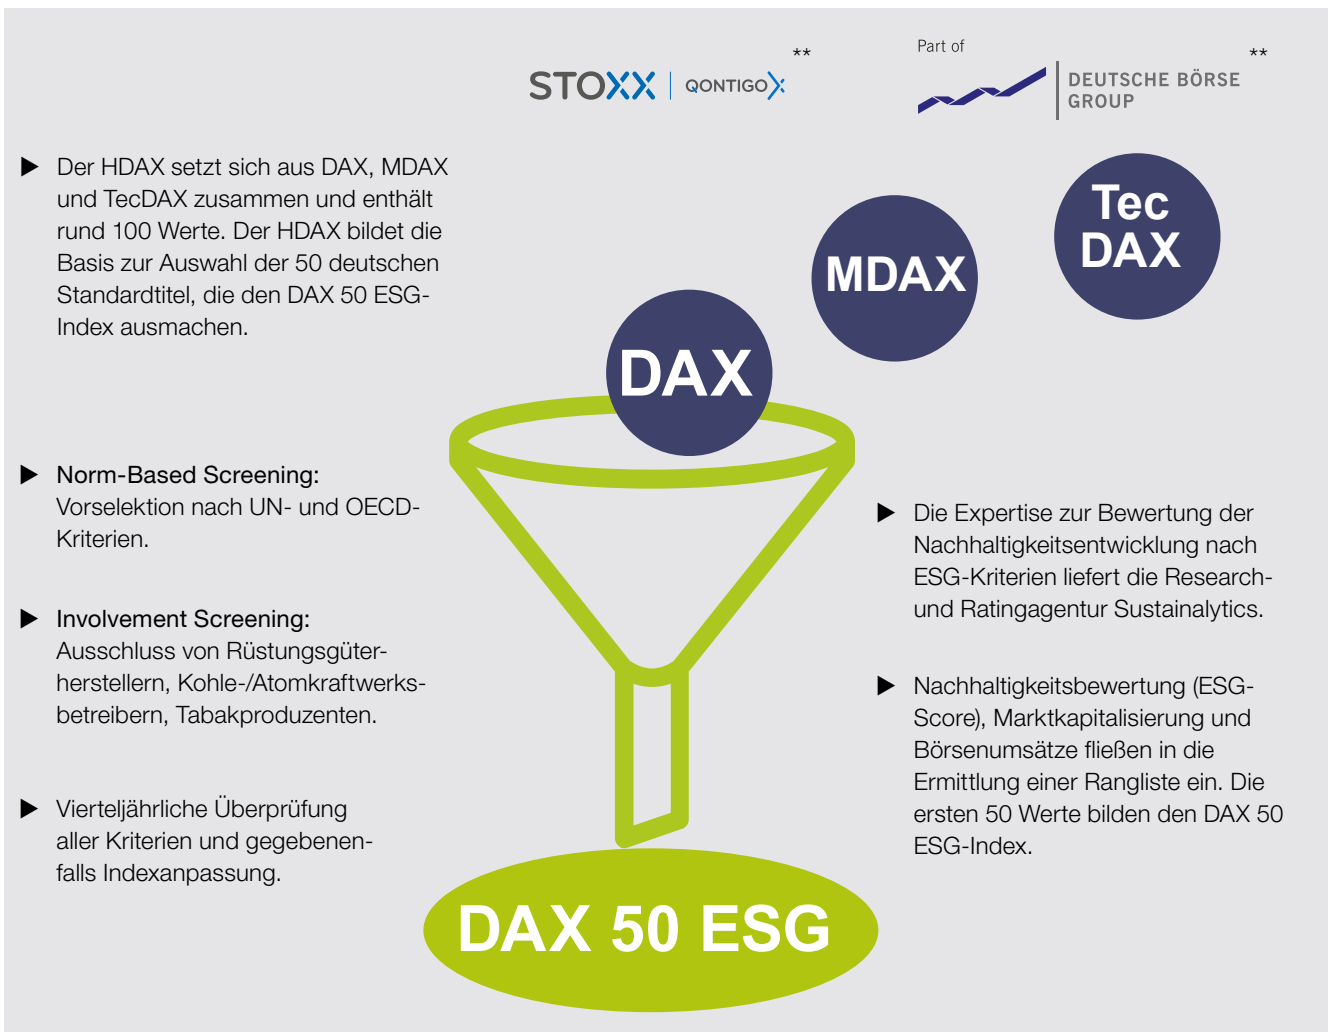 **
Part of
**
STOXX | QONTIGO
DEUTSCHE BÖRSE
GROUP
Der HDAX setzt sich aus DAX, MDAX
und TecDAX zusammen und enthält
rund 100 Werte. Der HDAX bildet die
Basis zur Auswahl der 50 deutschen
Standardtitel, die den DAX 50 ESG-
Index ausmachen.
Tec
DAX
MDAX
DAX
Norm-Based Screening:
Vorselektion nach UN- und OECD-
Kriterien.
Involvement Screening:
Ausschluss von Rüstungsgüter-
herstellern, Kohle-/Atomkraftwerks-
betreibern, Tabakproduzenten.
Vierteljährliche Überprüfung
aller Kriterien und gegebenen-
falls Indexanpassung.
Die Expertise zur Bewertung der
Nachhaltigkeitsentwicklung nach
ESG-Kriterien liefert die Research-
und Ratingagentur Sustainalytics.
Nachhaltigkeitsbewertung (ESG-
Score), Marktkapitalisierung und
Börsenumsätze fließen in die
Ermittlung einer Rangliste ein. Die
ersten 50 Werte bilden den DAX 50
ESG-Index.
DAX 50 ESG